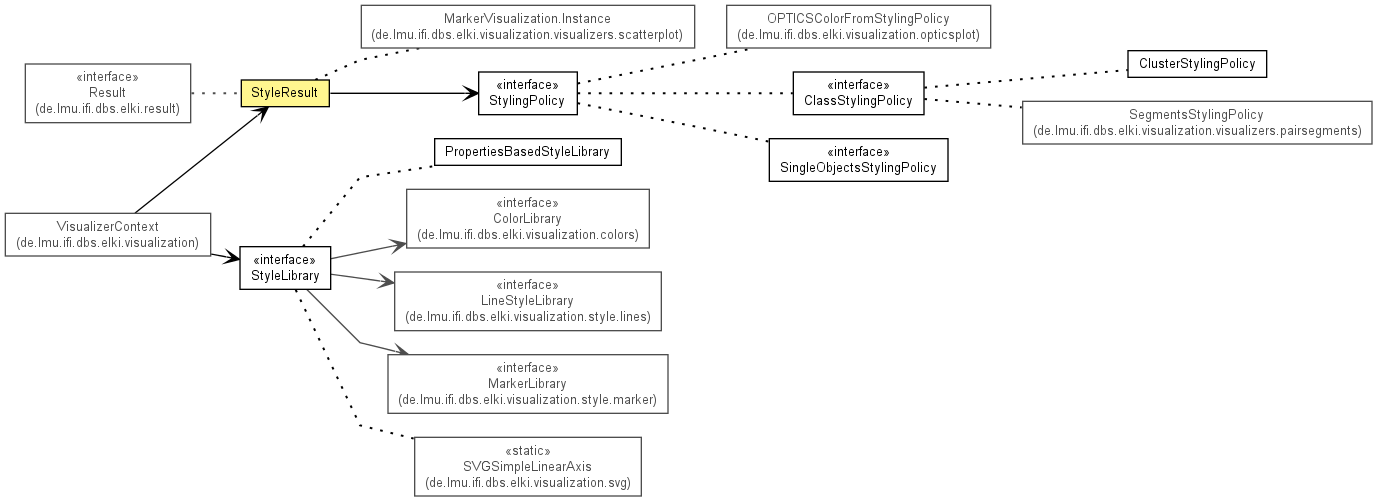 MarkerVisualization.Instance
(de.lmu.ifi.dbs.elki.visualization.visualizers.scatterplot)
OPTICSColorFromStylingPolicy
(de.lmu.ifi.dbs.elki.visualization.opticsplot)
ClusterStylingPolicy
«interface»
Result
(de.lmu.ifi.dbs.elki.result)
StyleResult
«interface»
StylingPolicy
«interface»
ClassStylingPolicy
SegmentsStylingPolicy
(de.lmu.ifi.dbs.elki.visualization.visualizers.pairsegments)
PropertiesBasedStyleLibrary
«interface»
SingleObjectsStylingPolicy
VisualizerContext
(de.lmu.ifi.dbs.elki.visualization)
«interface»
ColorLibrary
(de.lmu.ifi.dbs.elki.visualization.colors)
«interface»
StyleLibrary
«interface»
LineStyleLibrary
(de.lmu.ifi.dbs.elki.visualization.style.lines)
«interface»
MarkerLibrary
(de.lmu.ifi.dbs.elki.visualization.style.marker)
«static»
SVGSimpleLinearAxis
(de.lmu.ifi.dbs.elki.visualization.svg)